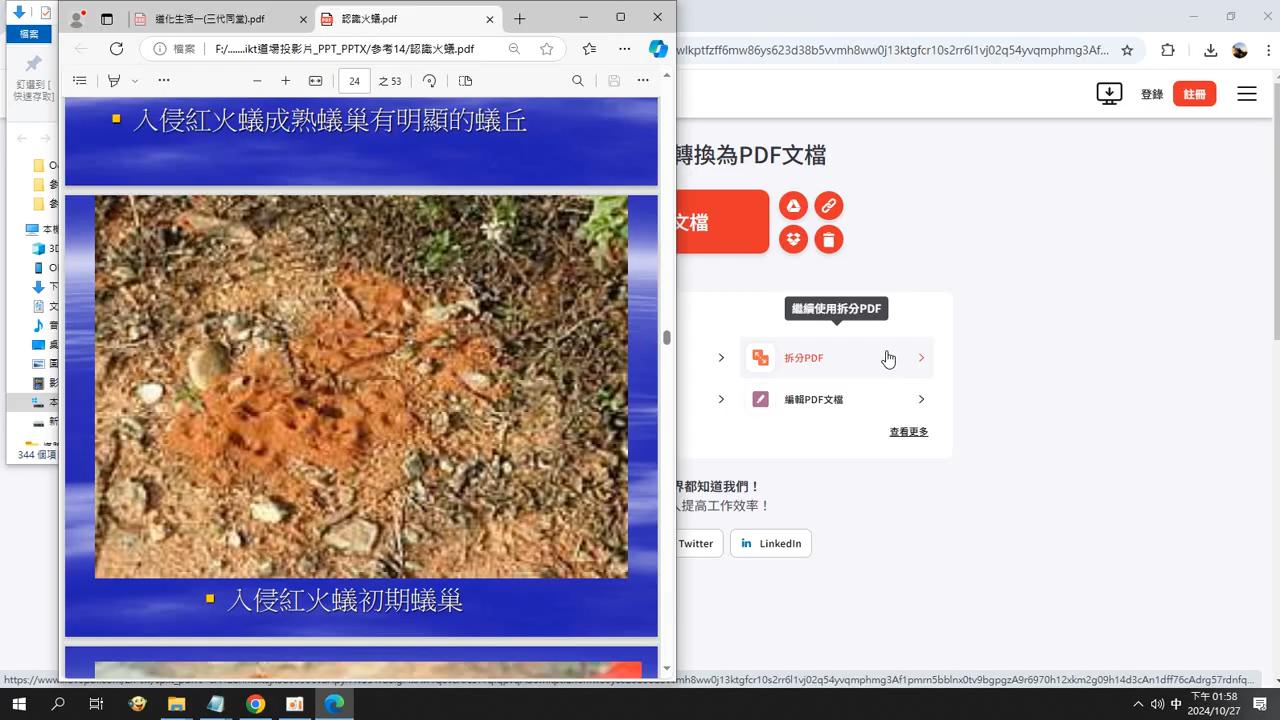 道化生活一(三代同堂).pdf
認識火蟻.pdf
檔案
檔案
F:/.......ikt道場投影片_PPT_PPTX/參考14/認識火蟻.pdf
釘選到 [
快速存取]
24 之 53
登錄
註冊
入侵紅火蟻成熟蟻巢有明顯的蟻丘
轉換為PDF文檔
文檔
繼續使用拆分PDF
拆分PDF
編輯PDF文檔
查看更多
344 個項
界都知道我們！
人提高工作效率！
Twitter
LinkedIn
入侵紅火蟻初期蟻巢
中
下午 01:58
2024/10/27